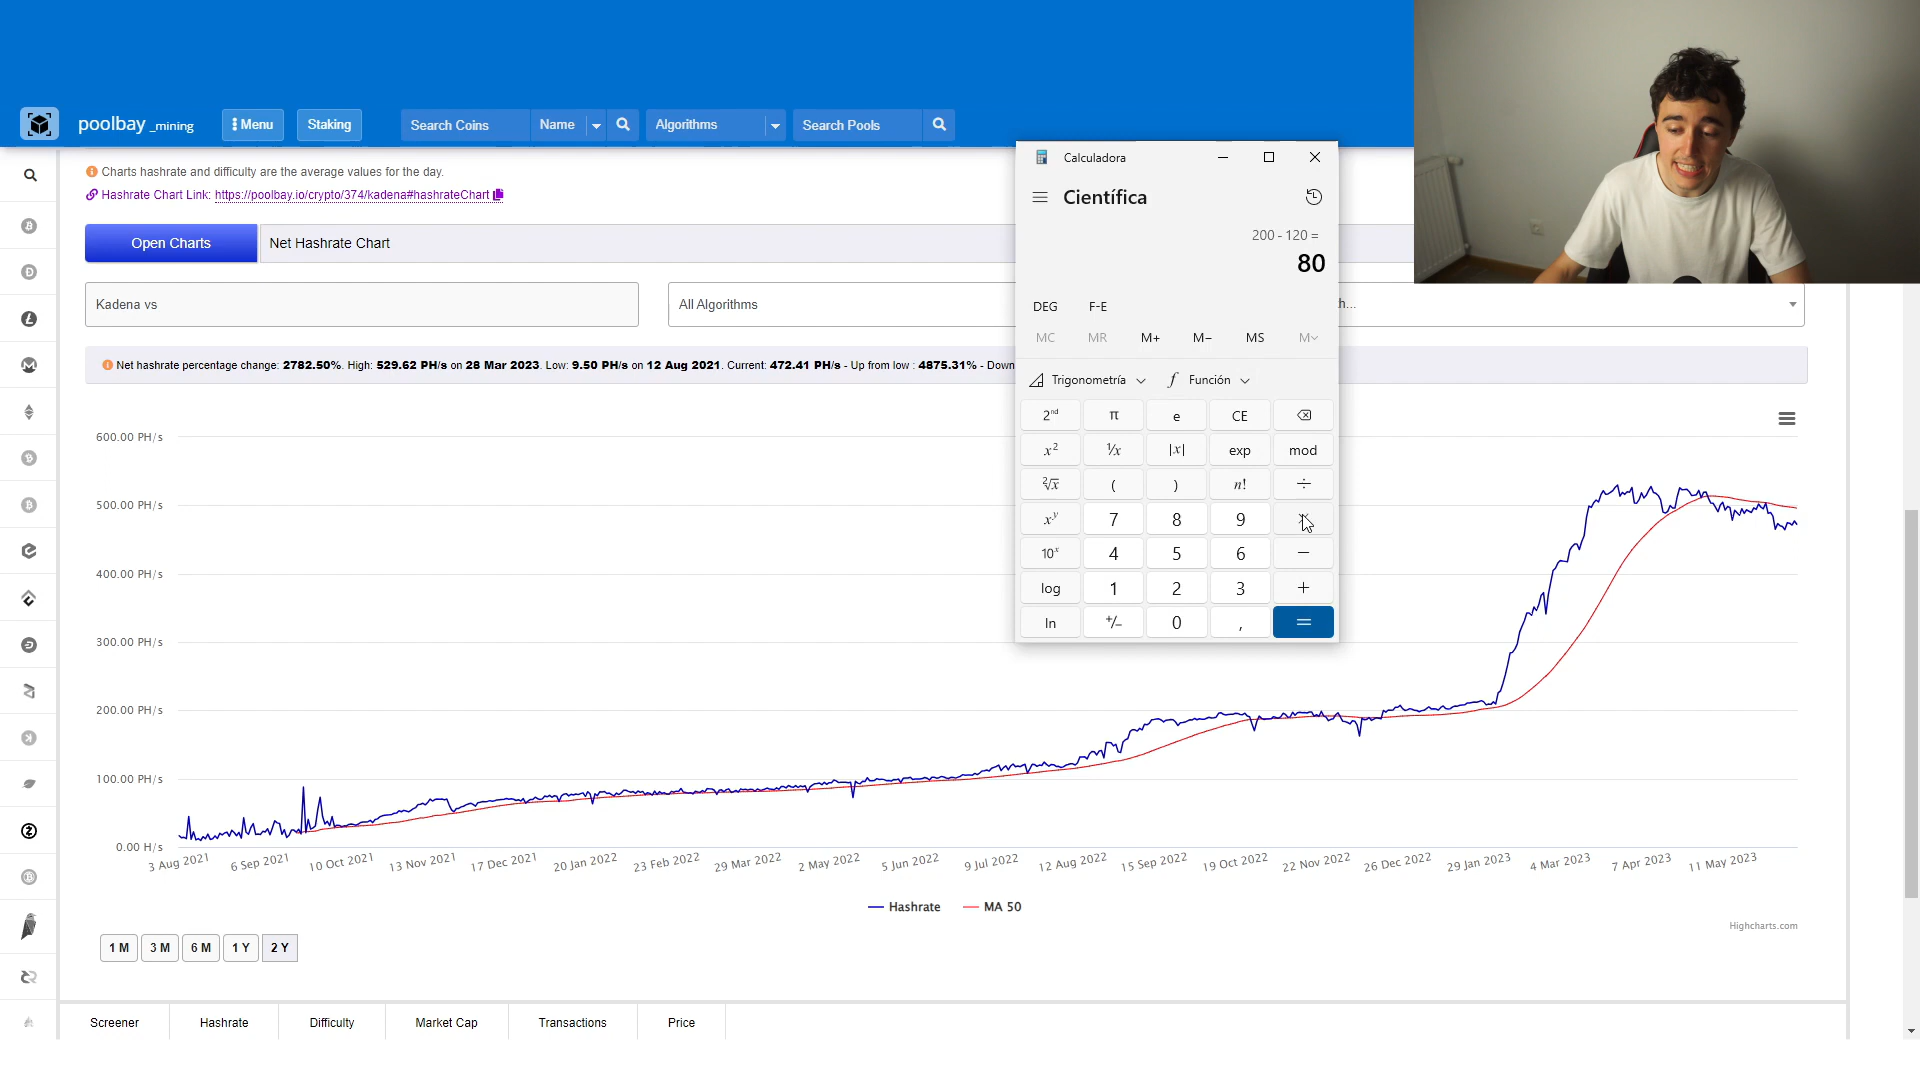 poolbay _mining
Menu
Staking
Search Coins
Name
Algorithms
Search Pools
Charts hashrate and difficulty are the average values for the day.
Hashrate Chart Link: https://poolbay.io/crypto/374/kadena#hashrateChart
Open Charts
Net Hashrate Chart
Kadena vs
All Algorithms
h...
Net hashrate percentage change: 2782.50%. High: 529.62 PH/s on 28 Mar 2023. Low: 9.50 PH/s on 12 Aug 2021. Current: 472.41 PH/s - Up from low : 4875.31% - Down
600.00 PH/s
500.00 PH/s
400.00 PH/s
300.00 PH/s
200.00 PH/s
100.00 PH/s
0.00 H/s
3 Aug 2021
6 Sep 2021
10 Oct 2021
13 Nov 2021
17 Dec 2021
20 Jan 2022
23 Feb 2022
29 Mar 2022
2 May 2022
5 Jun 2022
9 Jul 2022
12 Aug 2022
15 Sep 2022
19 Oct 2022
22 Nov 2022
26 Dec 2022
29 Jan 2023
4 Mar 2023
7 Apr 2023
11 May 2023
Hashrate
MA 50
Highcharts.com
1 M
3 M
6 M
1 Y
2 Y
Screener
Hashrate
Difficulty
Market Cap
Transactions
Price
Calculadora
Científica
200 - 120 =
80
DEG
F-E
MC MR M+ M− MS M
Trigonometría
Función
2nd π e CE
x² ¹/x |x| exp mod
²√x ( ) n! ÷
xʸ 7 8 9
10ˣ 4 5 6 −
log 1 2 3 +
ln +/− 0 , =